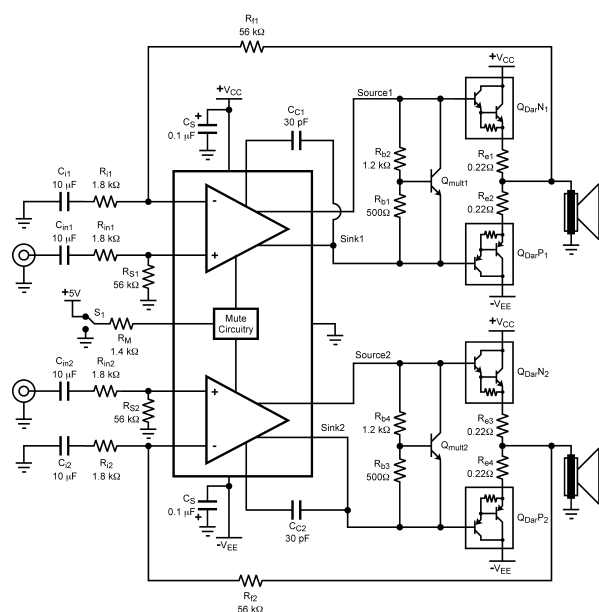 Rf1
56 kΩ
+VCC
+VCC
Source1
CS
+
0.1 µF
CC1
30 pF
QDarN1
Rb2
1.2 kΩ
Re1
0.22Ω
Qmult1
Ci1
10 µF
Ri1
1.8 kΩ
-
Rb1
500Ω
Re2
0.22Ω
Cin1
10 µF
Rin1
1.8 kΩ
+
Sink1
RS1
56 kΩ
QDarP1
-VEE
+5V
S1
RM
1.4 kΩ
Mute
Circuitry
+VCC
Source2
Cin2
10 µF
Rin2
1.8 kΩ
+
RS2
56 kΩ
QDarN2
Sink2
Rb4
1.2 kΩ
Re3
0.22Ω
Qmult2
Ci2
10 µF
Ri2
1.8 kΩ
-
Rb3
500Ω
Re4
0.22Ω
CS
0.1 µF
+
CC2
30 pF
QDarP2
-VEE
-VEE
Rf2
56 kΩ